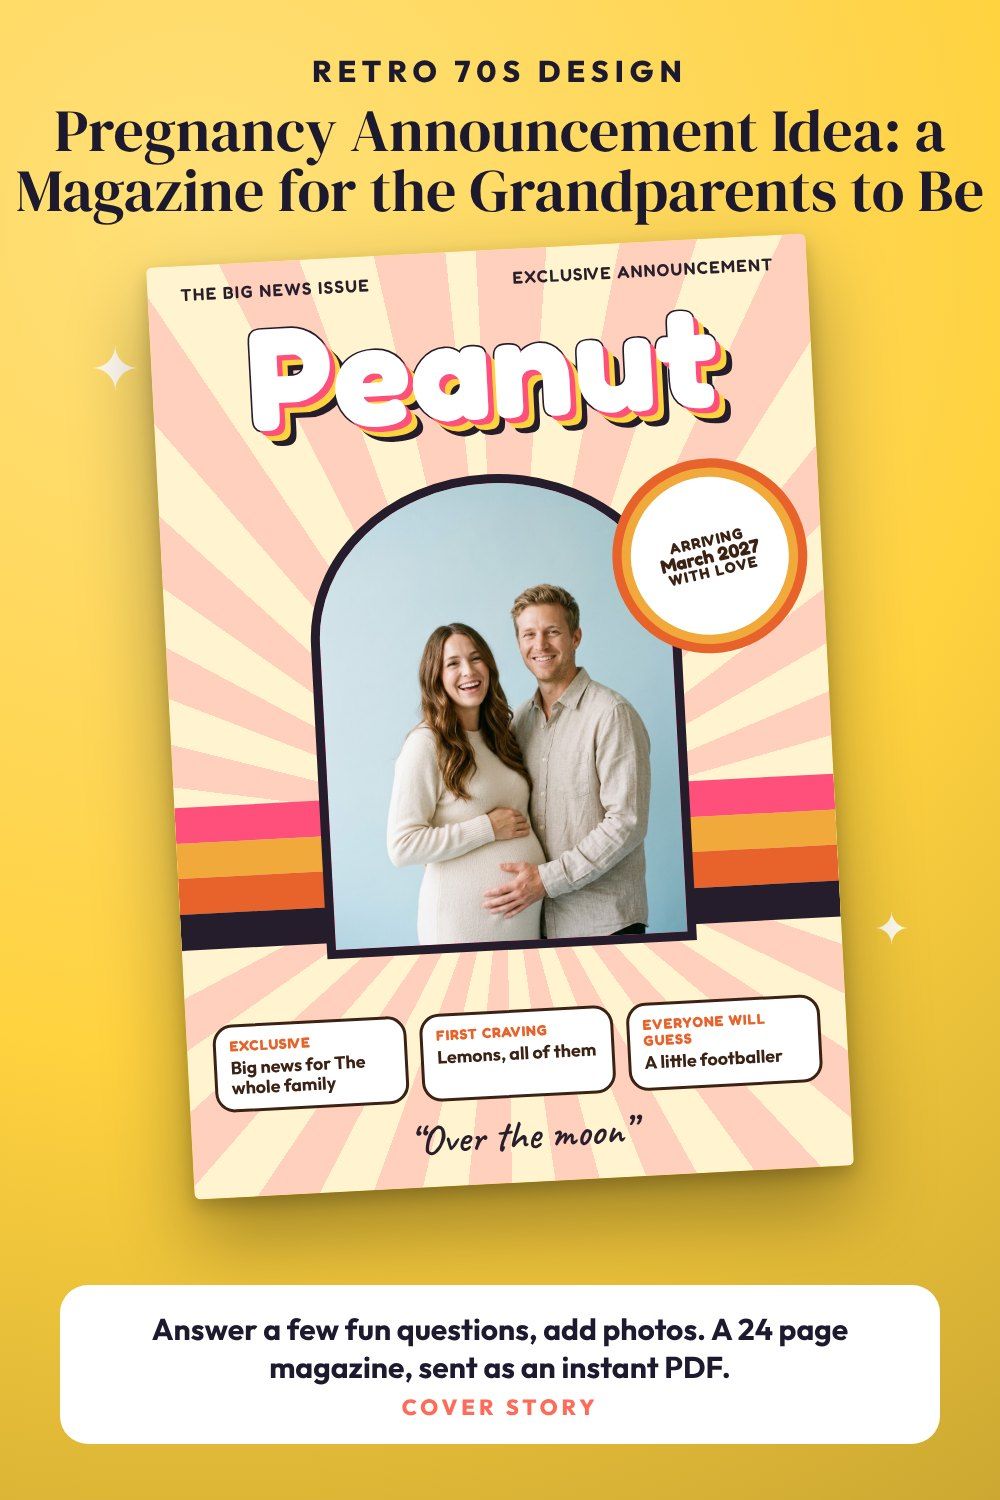 RETRO 70S DESIGN
Pregnancy Announcement Idea: a
Magazine for the Grandparents to Be
THE BIG NEWS ISSUE
EXCLUSIVE ANNOUNCEMENT
Peanut
ARRIVING
March 2027
WITH LOVE
EXCLUSIVE
Big news for The
whole family
FIRST CRAVING
Lemons, all of them
EVERYONE WILL
GUESS
A little footballer
“Over the moon”
Answer a few fun questions, add photos. A 24 page
magazine, sent as an instant PDF.
COVER STORY